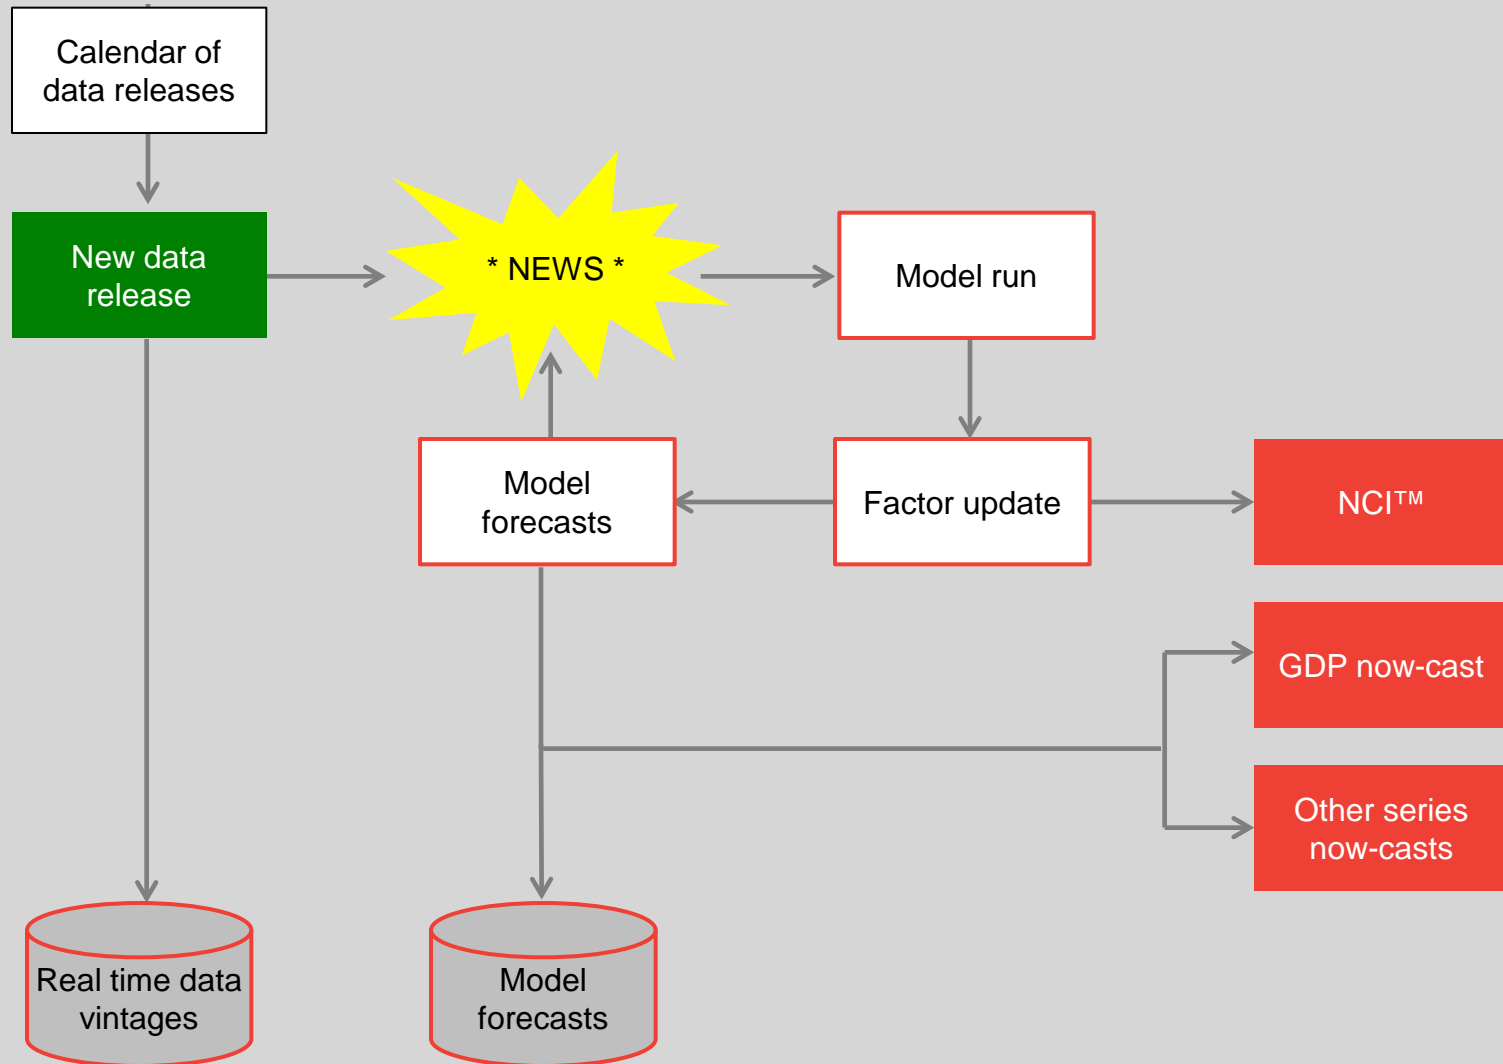 Calendar of
data releases
New data
release
* NEWS *
Model run
Model
forecasts
Factor update
NCI™
GDP now-cast
Other series
now-casts
Real time data
vintages
Model
forecasts